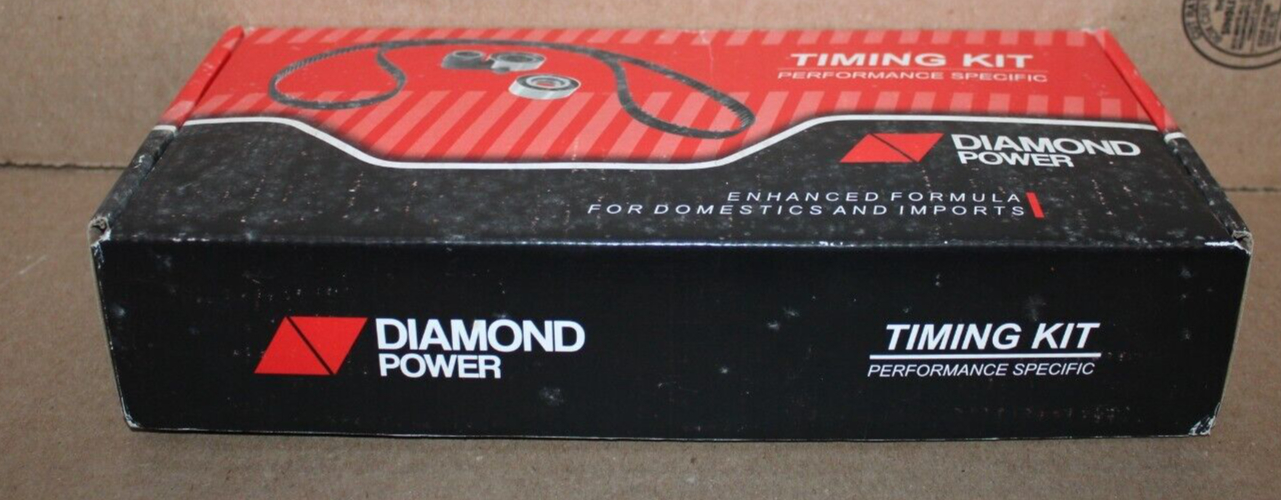 TIMING KIT
PERFORMANCE SPECIFIC
DIAMOND
POWER
ENHANCED FORMULA
FOR DOMESTICS AND IMPORTS
DIAMOND
POWER
TIMING KIT
PERFORMANCE SPECIFIC